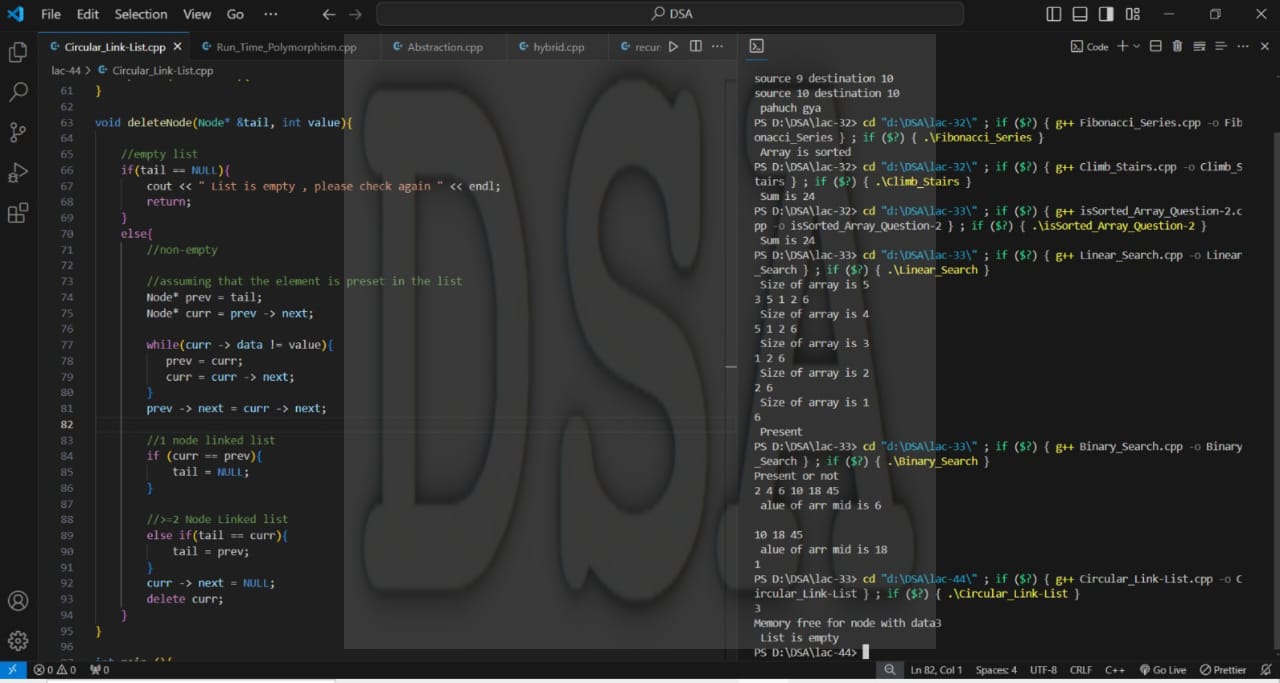 File Edit Selection View Go ··· DSA
Circular_Link-List.cpp Run_Time_Polymorphism.cpp Abstraction.cpp hybrid.cpp recur
lac-44 > Circular_Link-List.cpp
61 }
62
63 void deleteNode(Node* &tail, int value){
64
65 //empty list
66 if(tail == NULL){
67 cout << " List is empty , please check again " << endl;
68 return;
69 }
70 else{
71 //non-empty
72
73 //assuming that the element is preset in the list
74 Node* prev = tail;
75 Node* curr = prev -> next;
76
77 while(curr -> data != value){
78 prev = curr;
79 curr = curr -> next;
80 }
81 prev -> next = curr -> next;
82
83 //1 node linked list
84 if (curr == prev){
85 tail = NULL;
86 }
87
88 //>=2 Node Linked list
89 else if(tail == curr){
90 tail = prev;
91 }
92 curr -> next = NULL;
93 delete curr;
94 }
95 }
96
DSA
Code
source 9 destination 10
source 10 destination 10
pahuch gya
PS D:\DSA\lac-32> cd "d:\DSA\lac-32\" ; if ($?) { g++ Fibonacci_Series.cpp -o Fib
onacci_Series } ; if ($?) { .\Fibonacci_Series }
Array is sorted
PS D:\DSA\lac-32> cd "d:\DSA\lac-32\" ; if ($?) { g++ Climb_Stairs.cpp -o Climb_S
tairs } ; if ($?) { .\Climb_Stairs }
Sum is 24
PS D:\DSA\lac-32> cd "d:\DSA\lac-33\" ; if ($?) { g++ isSorted_Array_Question-2.c
pp -o isSorted_Array_Question-2 } ; if ($?) { .\isSorted_Array_Question-2 }
Sum is 24
PS D:\DSA\lac-33> cd "d:\DSA\lac-33\" ; if ($?) { g++ Linear_Search.cpp -o Linear
_Search } ; if ($?) { .\Linear_Search }
Size of array is 5
3 5 1 2 6
Size of array is 4
5 1 2 6
Size of array is 3
1 2 6
Size of array is 2
2 6
Size of array is 1
6
Present
PS D:\DSA\lac-33> cd "d:\DSA\lac-33\" ; if ($?) { g++ Binary_Search.cpp -o Binary
_Search } ; if ($?) { .\Binary_Search }
Present or not
2 4 6 10 18 45
alue of arr mid is 6
10 18 45
alue of arr mid is 18
1
PS D:\DSA\lac-33> cd "d:\DSA\lac-44\" ; if ($?) { g++ Circular_Link-List.cpp -o C
ircular_Link-List } ; if ($?) { .\Circular_Link-List }
3
Memory free for node with data3
List is empty
PS D:\DSA\lac-44>
0 0 0 Ln 82, Col 1 Spaces: 4 UTF-8 CRLF C++ Go Live Prettier